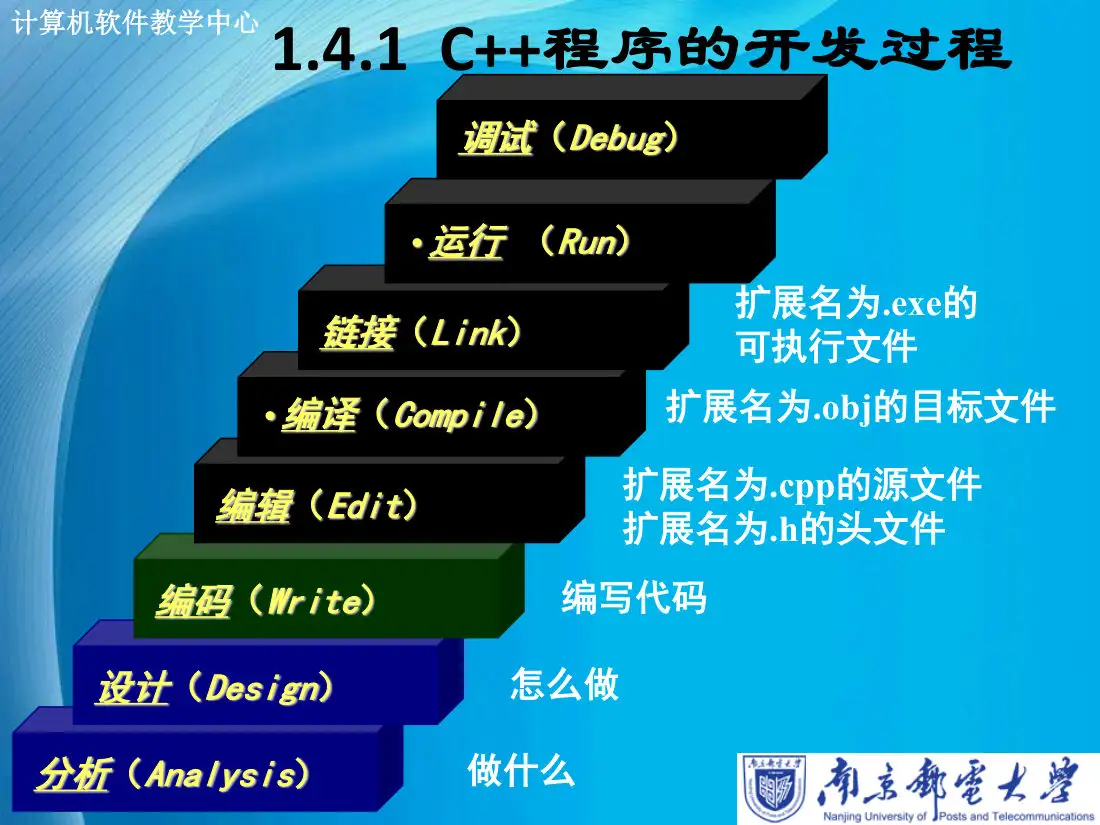 计算机软件教学中心
1.4.1 C++程序的开发过程
调试（Debug）
•运行 （Run）
链接（Link）
扩展名为.exe的
可执行文件
•编译（Compile）
扩展名为.obj的目标文件
编辑（Edit）
扩展名为.cpp的源文件
扩展名为.h的头文件
编码（Write）
编写代码
设计（Design）
怎么做
分析（Analysis）
做什么
南京邮电大学
Nanjing University of Posts and Telecommunications